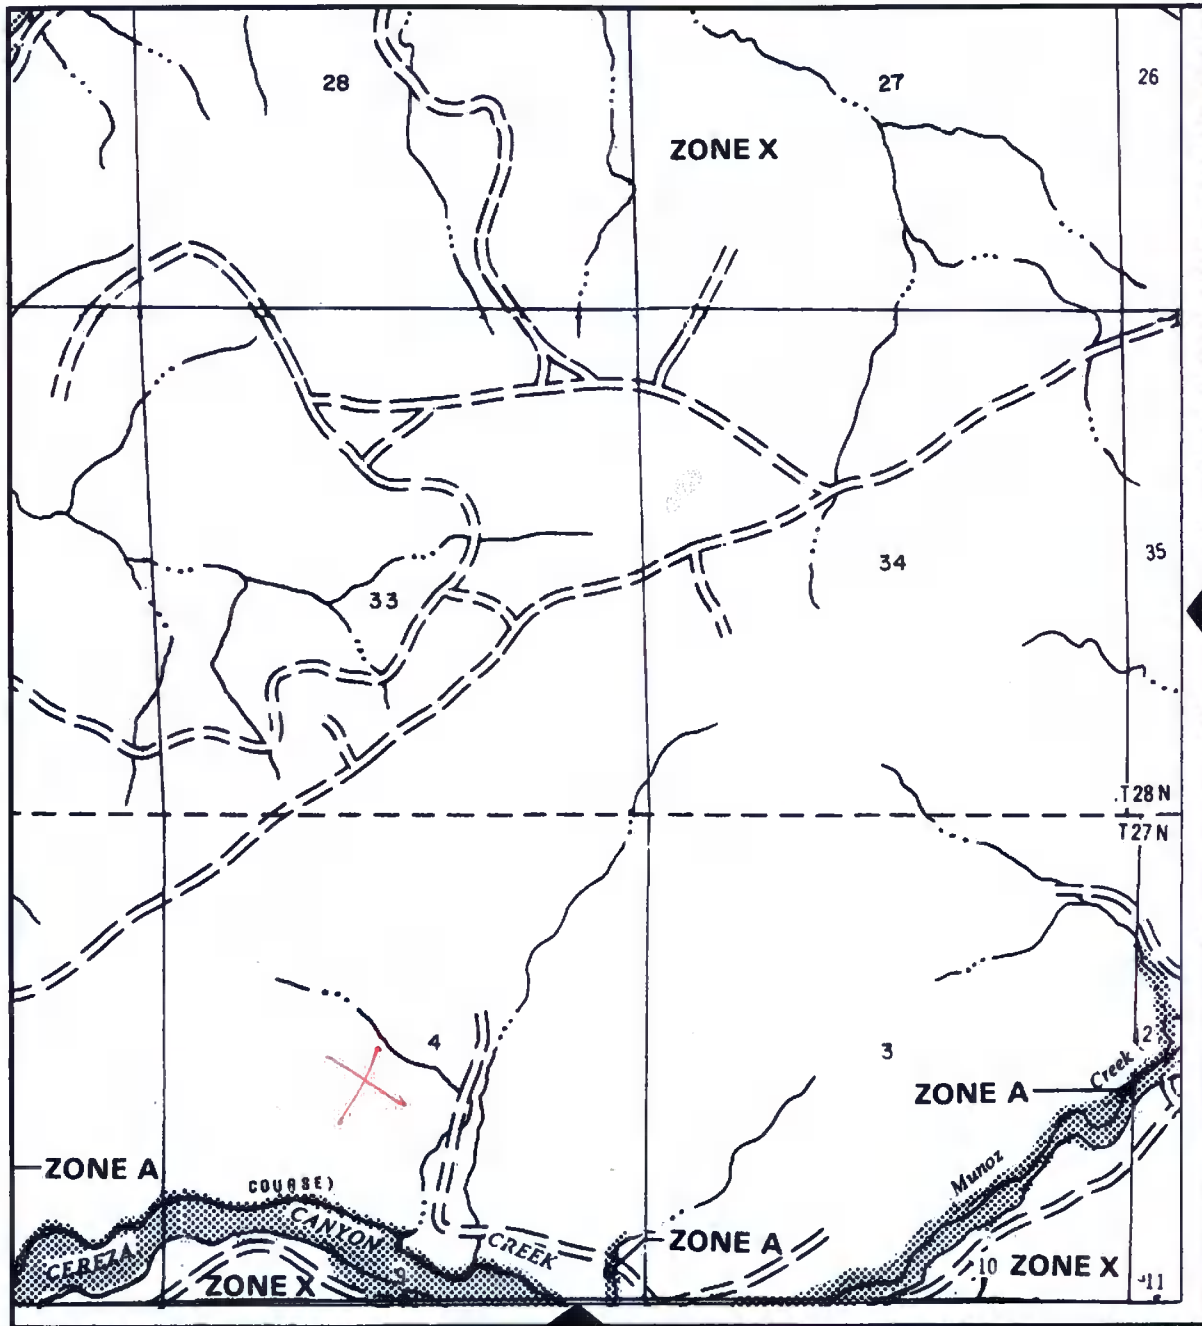 28
27
26
ZONE X
33
34
35
T28N
T27N
4
3
2
ZONE A
Creek
Munoz
ZONE A
COURSE)
CANYON
CREEK
CEREZA
ZONE A
ZONE X
9
10
ZONE X
11